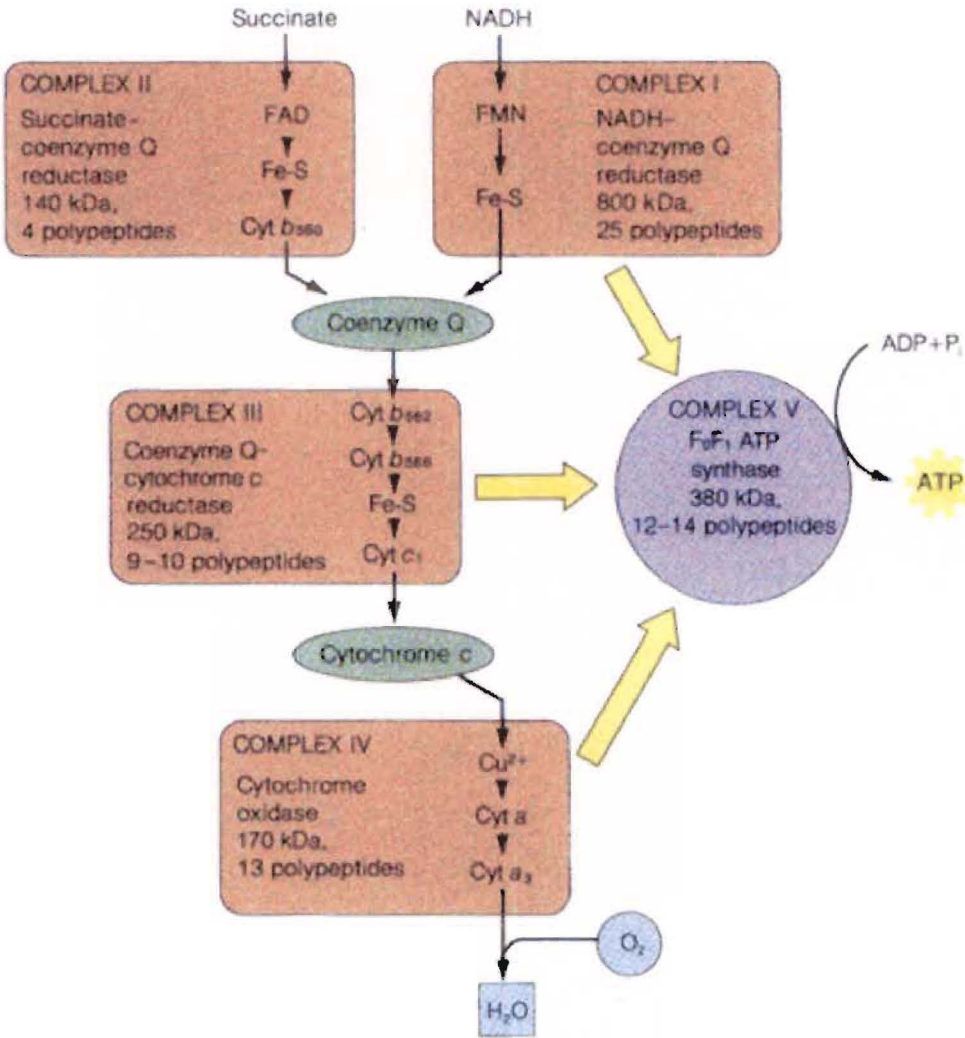 Succinate
NADH
COMPLEX II
Succinate-
coenzyme Q
reductase
140 kDa,
4 polypeptides
FAD
Fe-S
Cyt b₅₆₀
COMPLEX I
NADH–
coenzyme Q
reductase
800 kDa,
25 polypeptides
FMN
Fe-S
Coenzyme Q
ADP+Pᵢ
COMPLEX III
Coenzyme Q-
cytochrome c
reductase
250 kDa,
9–10 polypeptides
Cyt b₅₆₂
Cyt b₅₆₆
Fe-S
Cyt c₁
COMPLEX V
F₀F₁ ATP
synthase
380 kDa,
12–14 polypeptides
ATP
Cytochrome c
COMPLEX IV
Cytochrome
oxidase
170 kDa,
13 polypeptides
Cu²⁺
Cyt a
Cyt a₃
O₂
H₂O